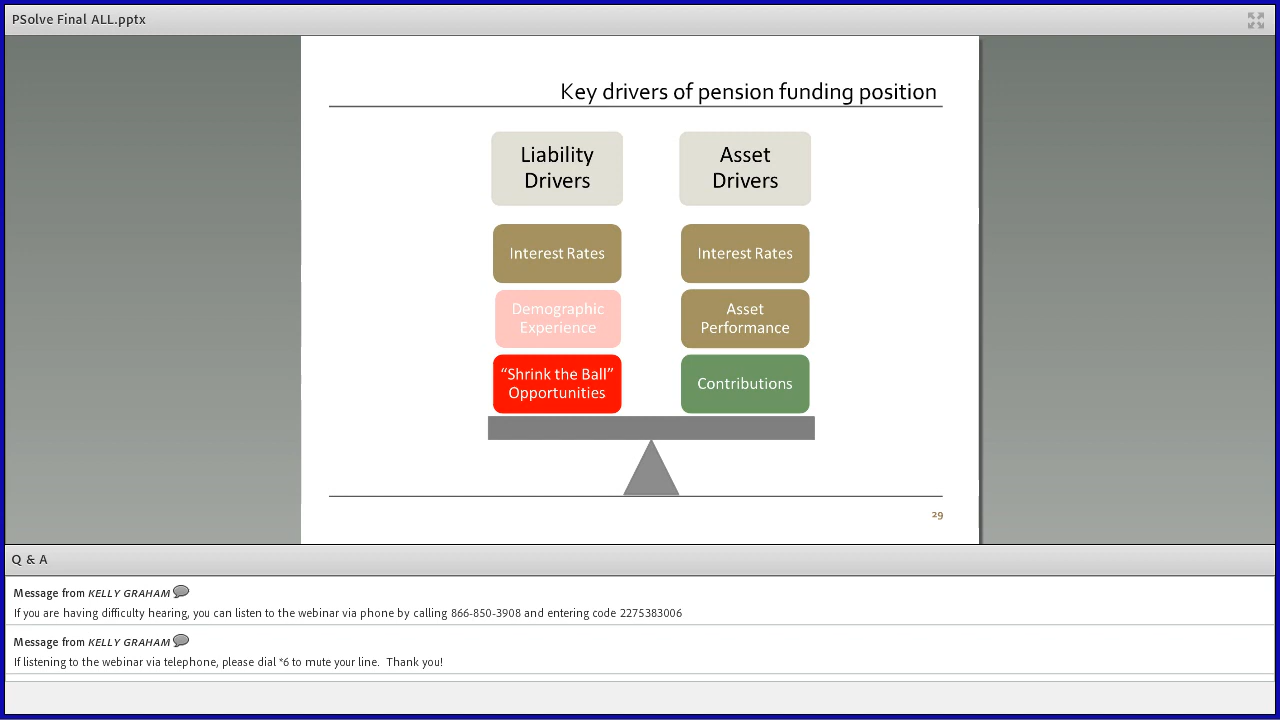 PSolve Final ALL.pptx
Key drivers of pension funding position
Liability
Drivers
Asset
Drivers
Interest Rates
Interest Rates
Demographic
Experience
Asset
Performance
“Shrink the Ball”
Opportunities
Contributions
29
Q & A
Message from KELLY GRAHAM
If you are having difficulty hearing, you can listen to the webinar via phone by calling 866-850-3908 and entering code 2275383006
Message from KELLY GRAHAM
If listening to the webinar via telephone, please dial *6 to mute your line.  Thank you!